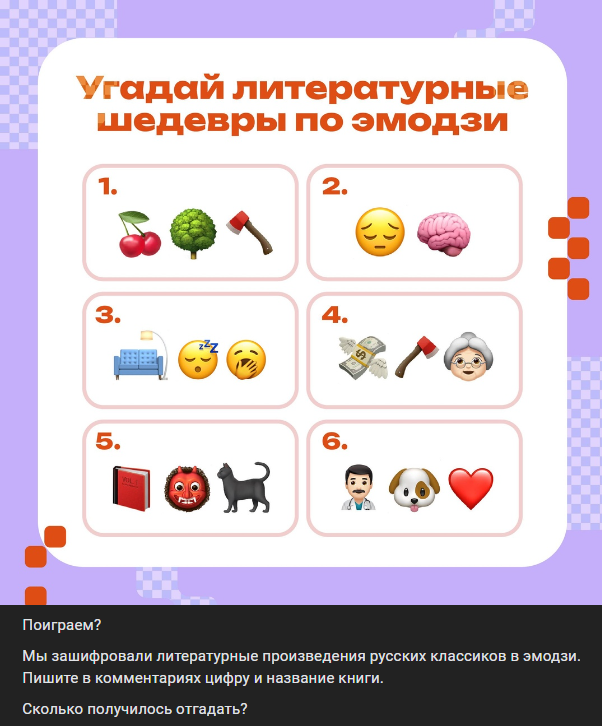 Угадай литературные
шедевры по эмодзи
1.
2.
3.
4.
5.
6.
Поиграем?
Мы зашифровали литературные произведения русских классиков в эмодзи.
Пишите в комментариях цифру и название книги.
Сколько получилось отгадать?